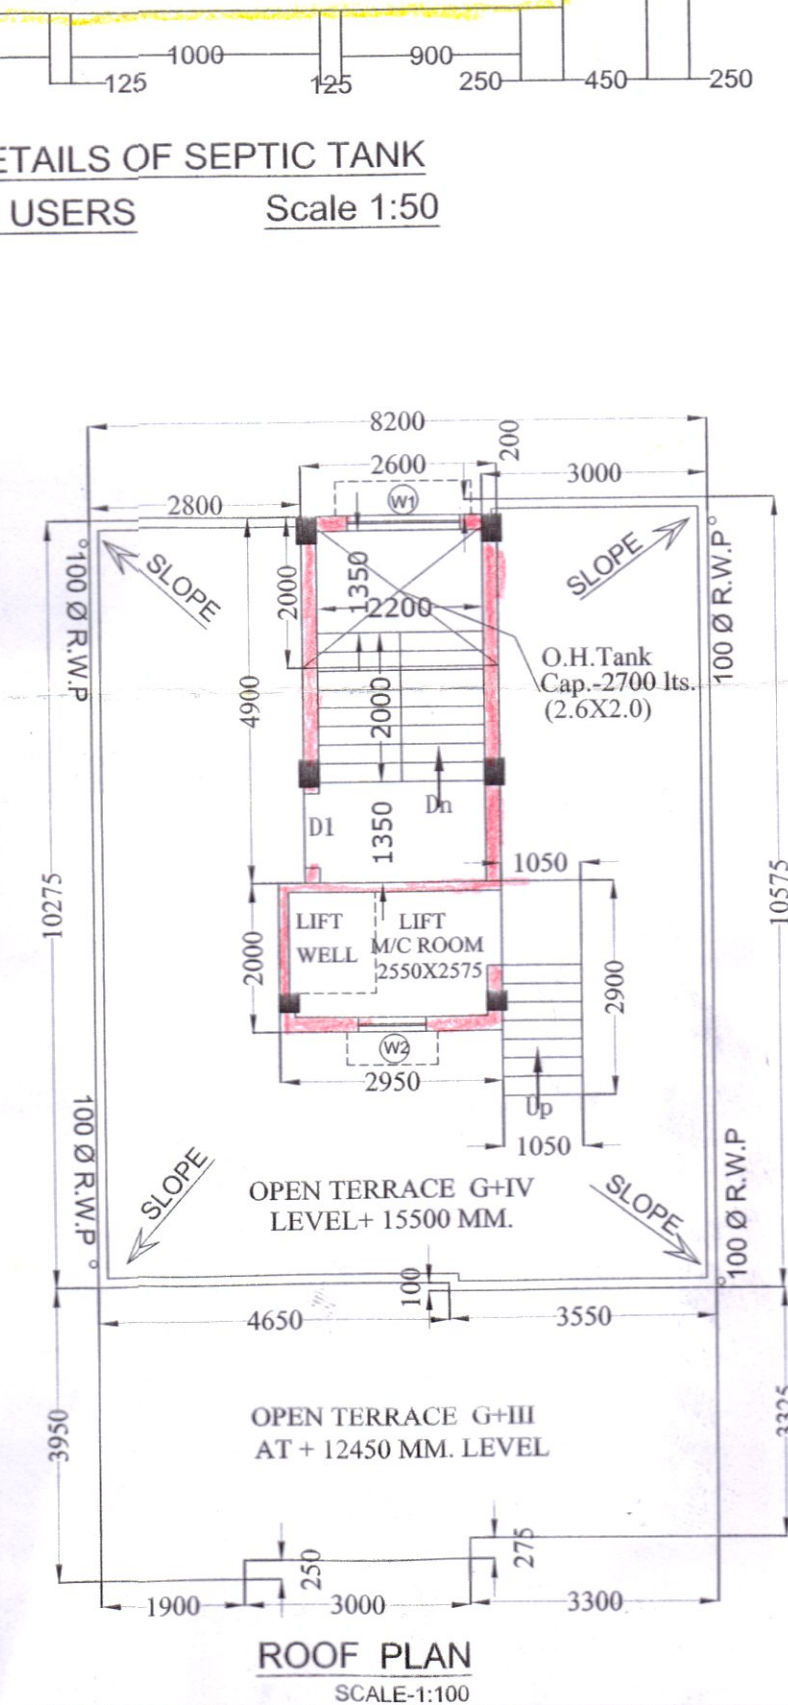 1000
900
125
125
250
450
250
ETAILS OF SEPTIC TANK
USERS Scale 1:50
8200
200
2600
3000
2800
W1
SLOPE
SLOPE
100 Ø R.W.P
100 Ø R.W.P
2000
1350
2200
O.H.Tank
Cap.-2700 lts.
(2.6X2.0)
4900
2000
Dn
D1
1350
1050
10275
10575
LIFT
WELL
LIFT
M/C ROOM
2550X2575
2000
2900
W2
2950
Up
1050
100 Ø R.W.P
100 Ø R.W.P
SLOPE
SLOPE
OPEN TERRACE G+IV
LEVEL+ 15500 MM.
100
4650
3550
3950
3325
OPEN TERRACE G+III
AT + 12450 MM. LEVEL
250
275
1900
3000
3300
ROOF PLAN
SCALE-1:100